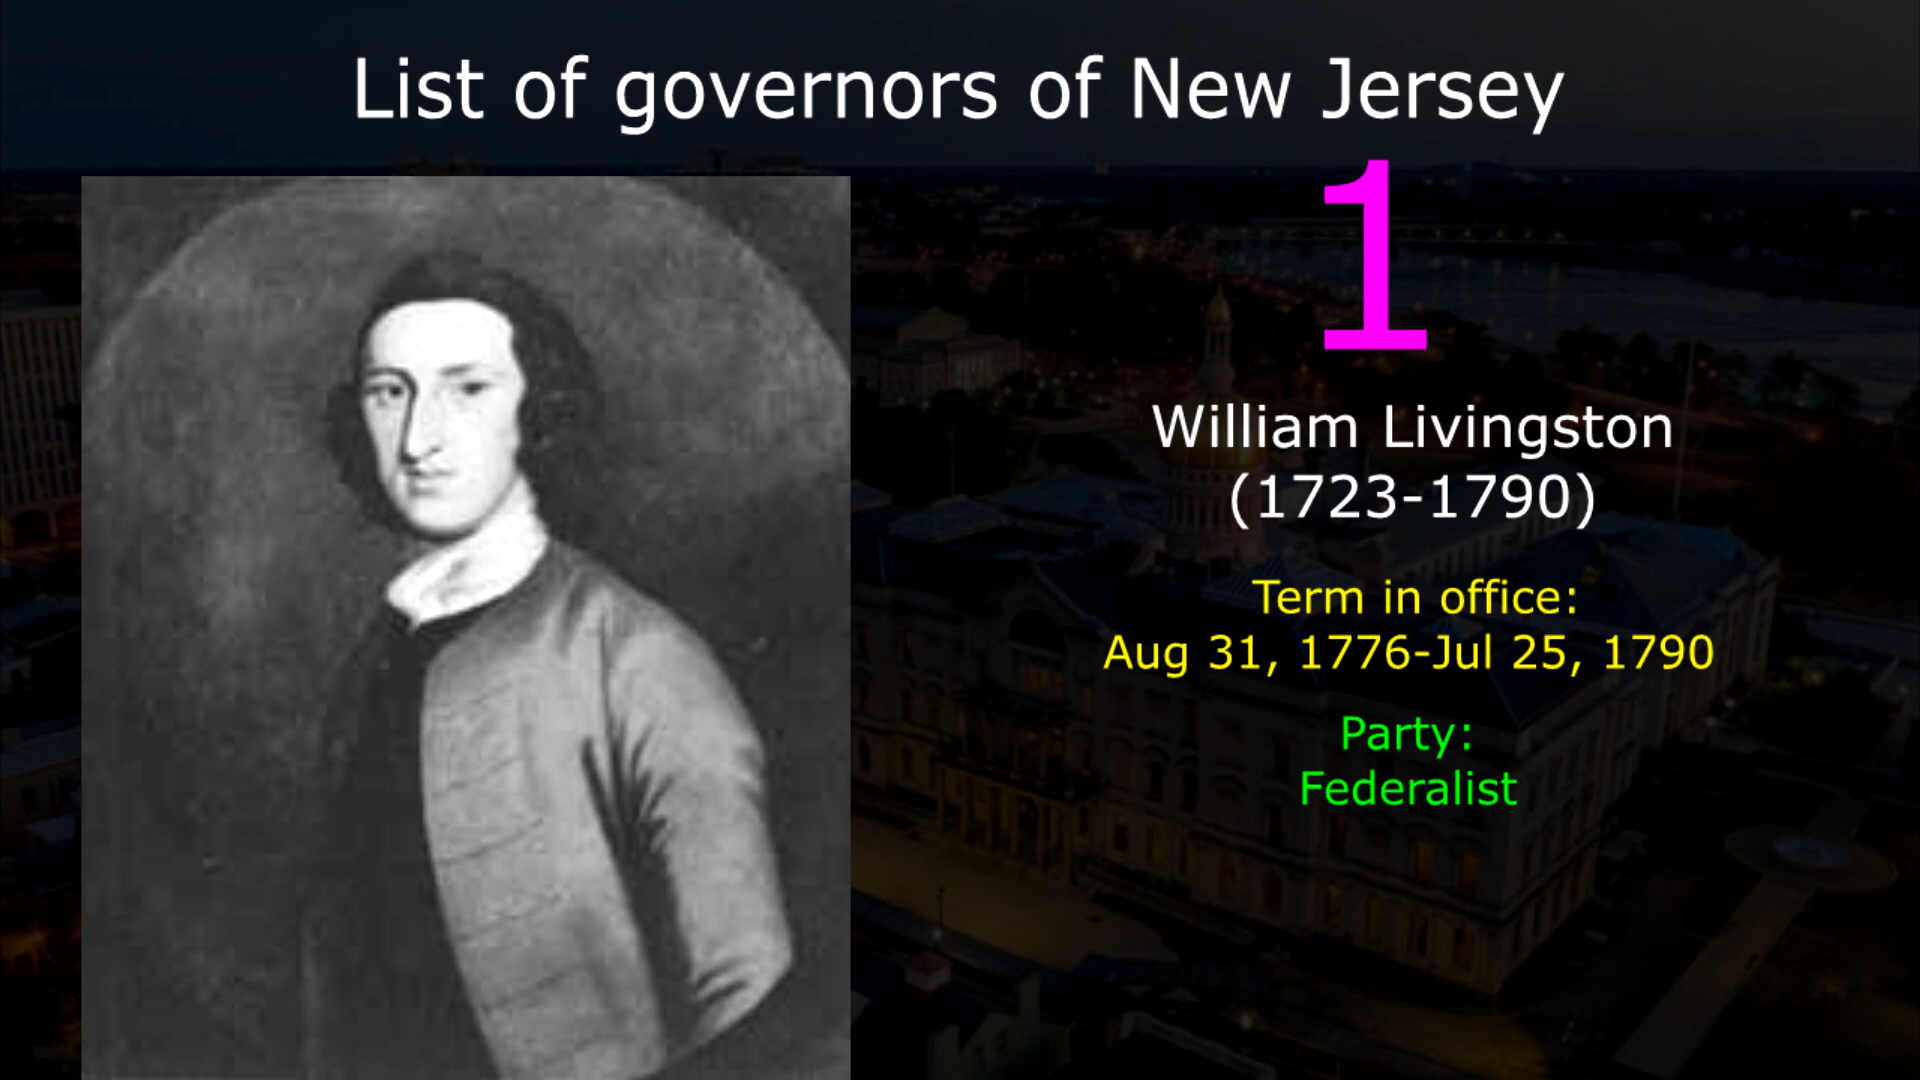 List of governors of New Jersey
1
William Livingston
(1723-1790)
Term in office:
Aug 31, 1776-Jul 25, 1790
Party:
Federalist